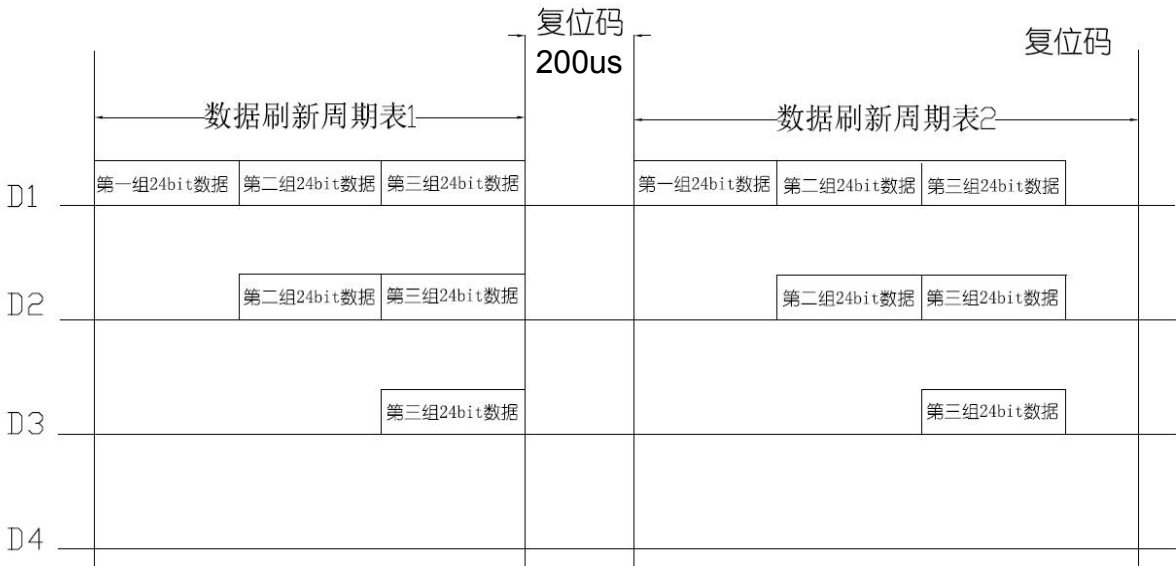 复位码
200us
复位码
数据刷新周期表1
数据刷新周期表2
D1
第一组24bit数据
第二组24bit数据
第三组24bit数据
第一组24bit数据
第二组24bit数据
第三组24bit数据
D2
第二组24bit数据
第三组24bit数据
第二组24bit数据
第三组24bit数据
D3
第三组24bit数据
第三组24bit数据
D4